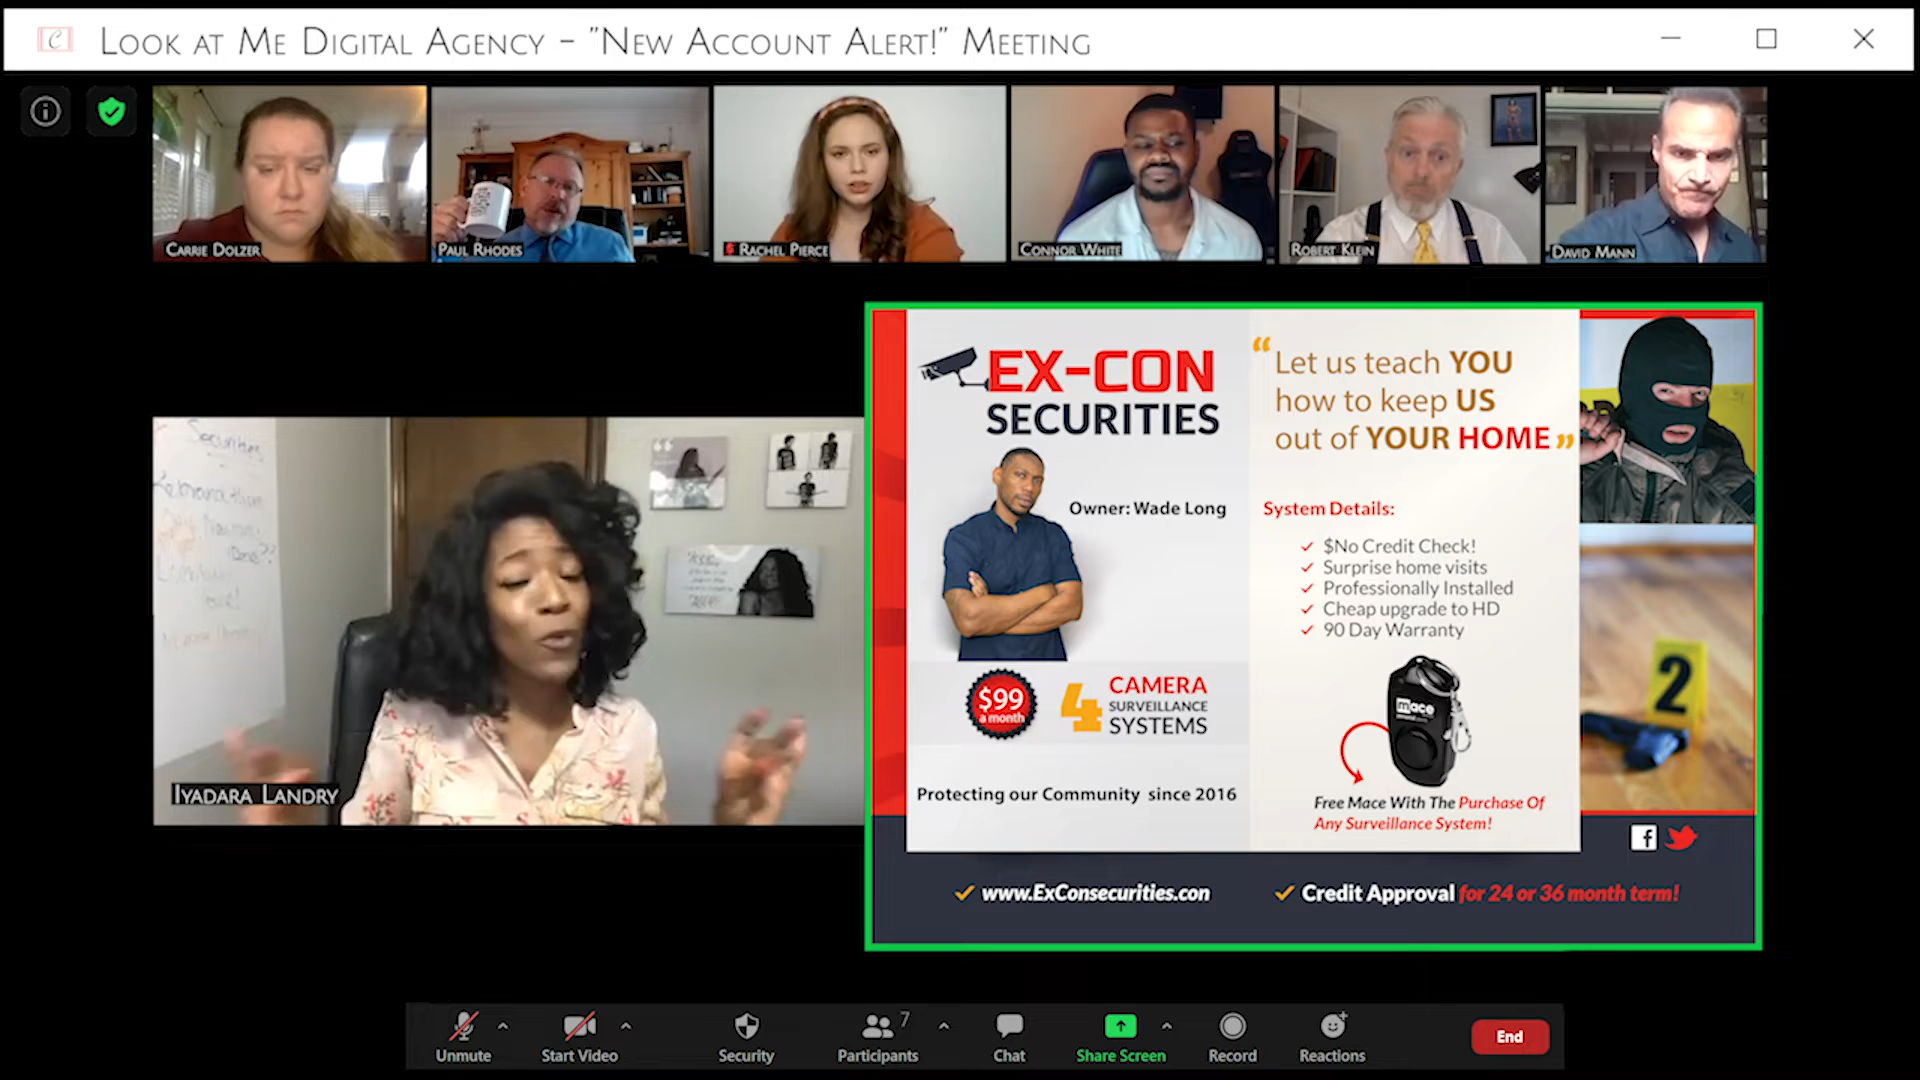 C
LOOK AT ME DIGITAL AGENCY - "NEW ACCOUNT ALERT!" MEETING
CARRIE DOLZER
PAUL RHODES
RACHEL PIERCE
CONNOR WHITE
ROBERT KLEIN
DAVID MANN
Securities
IYADARA LANDRY
EX-CON
SECURITIES
Owner: Wade Long
$99
a month
4 CAMERA
SURVEILLANCE
SYSTEMS
Protecting our Community since 2016
“Let us teach YOU
how to keep US
out of YOUR HOME”
System Details:
✓ $No Credit Check!
✓ Surprise home visits
✓ Professionally Installed
✓ Cheap upgrade to HD
✓ 90 Day Warranty
mace
Free Mace With The Purchase Of
Any Surveillance System!
2
f
✓ www.ExConsecurities.con
✓ Credit Approval for 24 or 36 month term!
Unmute
Start Video
Security
Participants 7
Chat
Share Screen
Record
Reactions
End